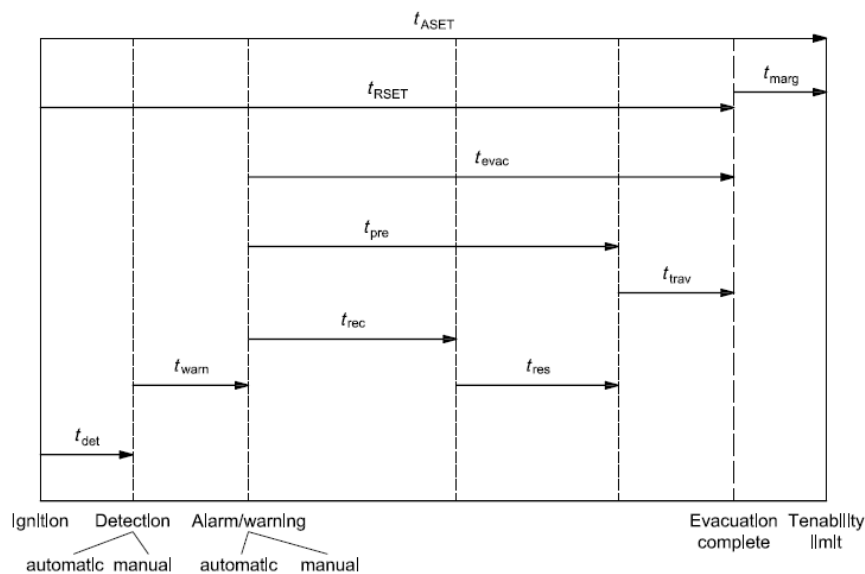 tASET
tmarg
tRSET
tevac
tpre
ttrav
trec
twarn
tres
tdet
Ignition Detection Alarm/warning Evacuation Tenability
complete limit
automatic manual automatic manual